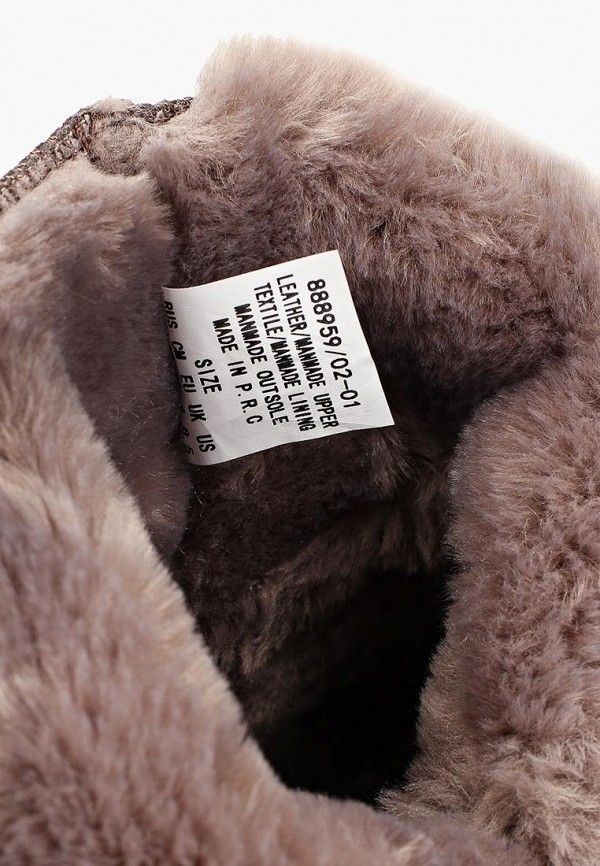 888959/02-01
LEATHER/MANMADE UPPER
TEXTILE/MANMADE LINING
MANMADE OUTSOLE
MADE IN P.R.C
SIZE
RUS CM EU UK US